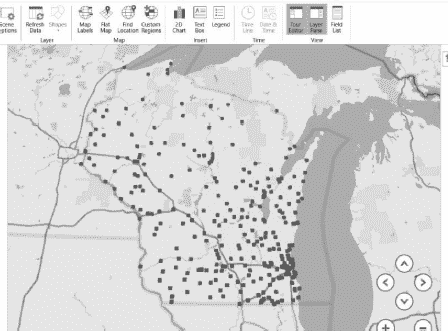 Scene Options
Refresh Data
Shapes
Map Labels
Flat Map
Find Location
Custom Regions
2D Chart
Text Box
Legend
Time Line
Date & Time
Tour Editor
Layer Pane
Field List
Layer
Map
Insert
Time
View